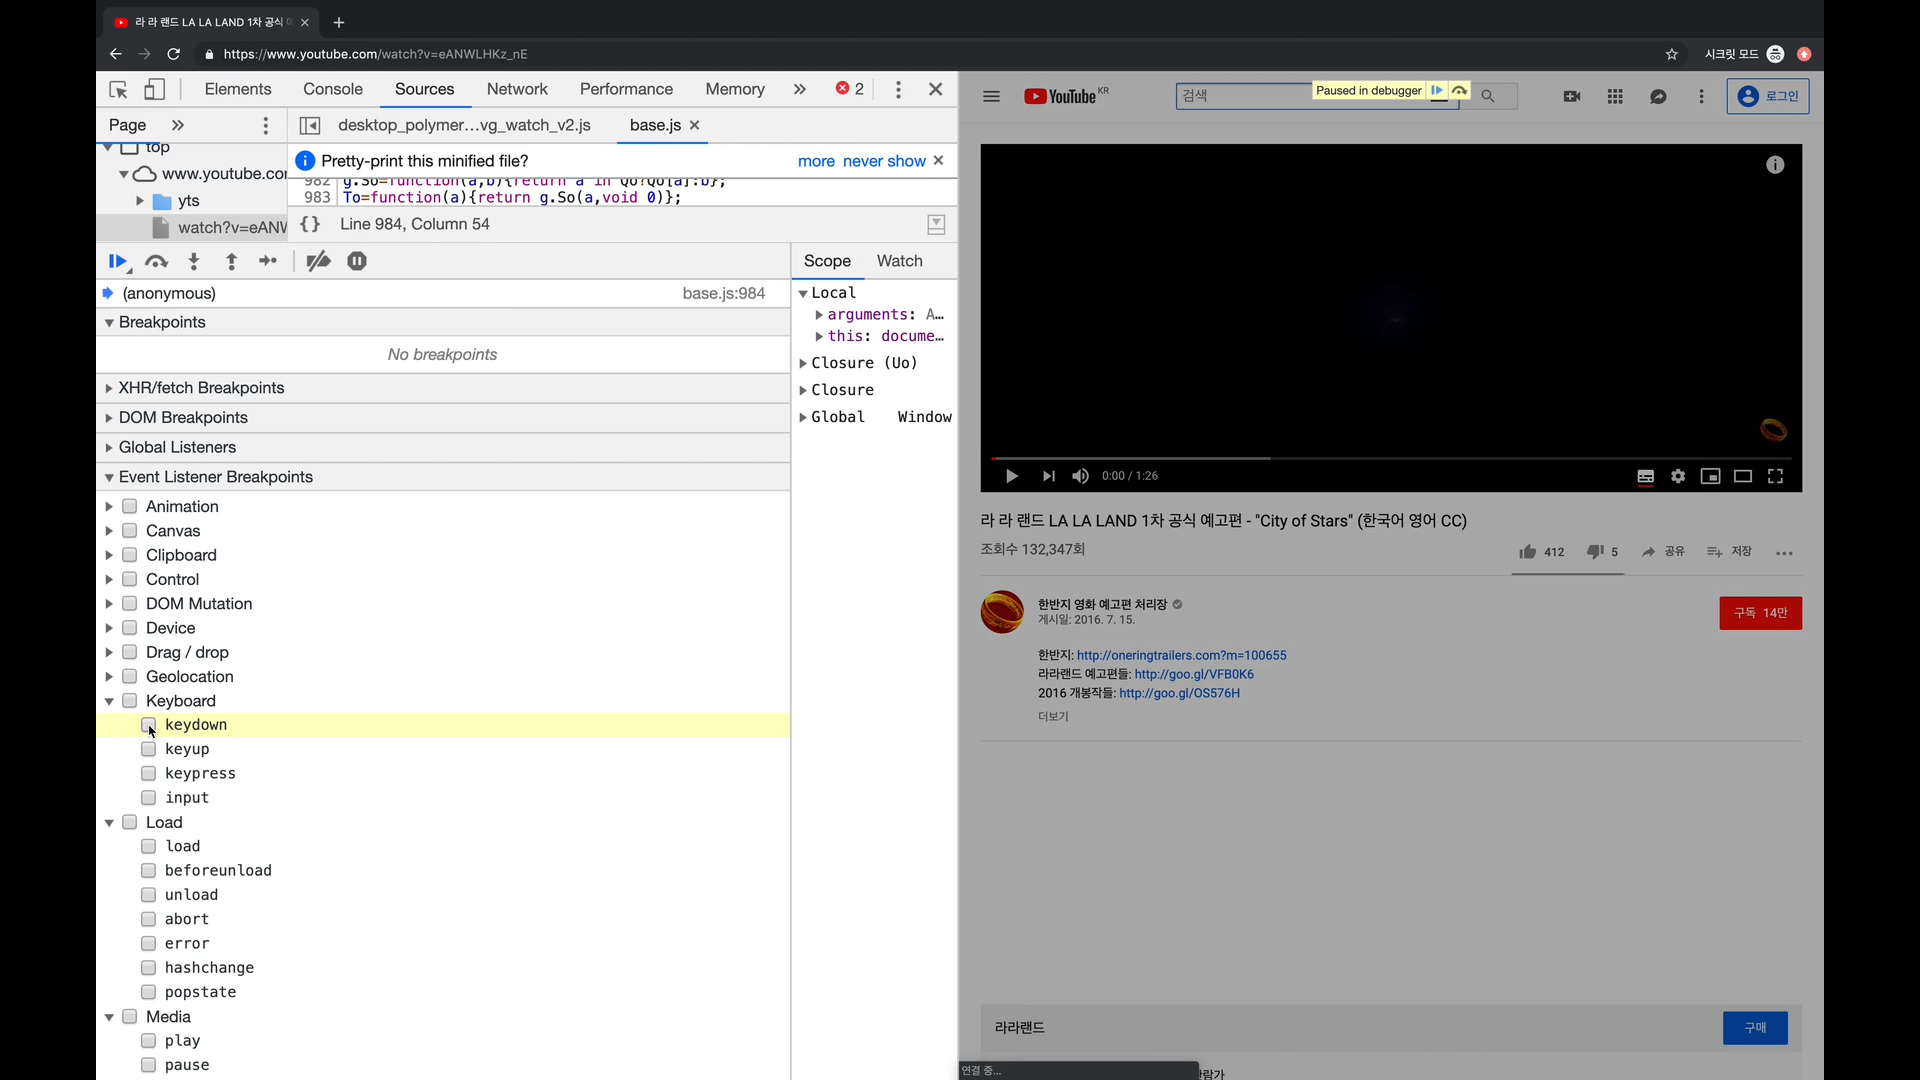 라 라 랜드 LA LA LAND 1차 공식
https://www.youtube.com/watch?v=eANWLHKz_nE
시크릿 모드
Elements Console Sources Network Performance Memory 2
Page
desktop_polymer...vg_watch_v2.js base.js
top
www.youtube.co
yts
watch?v=eANW
Pretty-print this minified file? more never show
982 g.So=function(a,b){return a in Qo?Qo[a]:b};
983 To=function(a){return g.So(a,void 0)};
{} Line 984, Column 54
(anonymous) base.js:984
Breakpoints
No breakpoints
XHR/fetch Breakpoints
DOM Breakpoints
Global Listeners
Event Listener Breakpoints
Animation
Canvas
Clipboard
Control
DOM Mutation
Device
Drag / drop
Geolocation
Keyboard
keydown
keyup
keypress
input
Load
load
beforeunload
unload
abort
error
hashchange
popstate
Media
play
pause
Scope Watch
Local
arguments: A...
this: docume...
Closure (Uo)
Closure
Global Window
YouTube KR
검색
Paused in debugger
로그인
0:00 / 1:26
라 라 랜드 LA LA LAND 1차 공식 예고편 - "City of Stars" (한국어 영어 CC)
조회수 132,347회
412 5 공유 저장
한반지 영화 예고편 처리장
게시일: 2016. 7. 15.
구독 14만
한반지: http://oneringtrailers.com?m=100655
라라랜드 예고편들: http://goo.gl/VFB0K6
2016 개봉작들: http://goo.gl/OS576H
더보기
라라랜드
구매
연결 중...